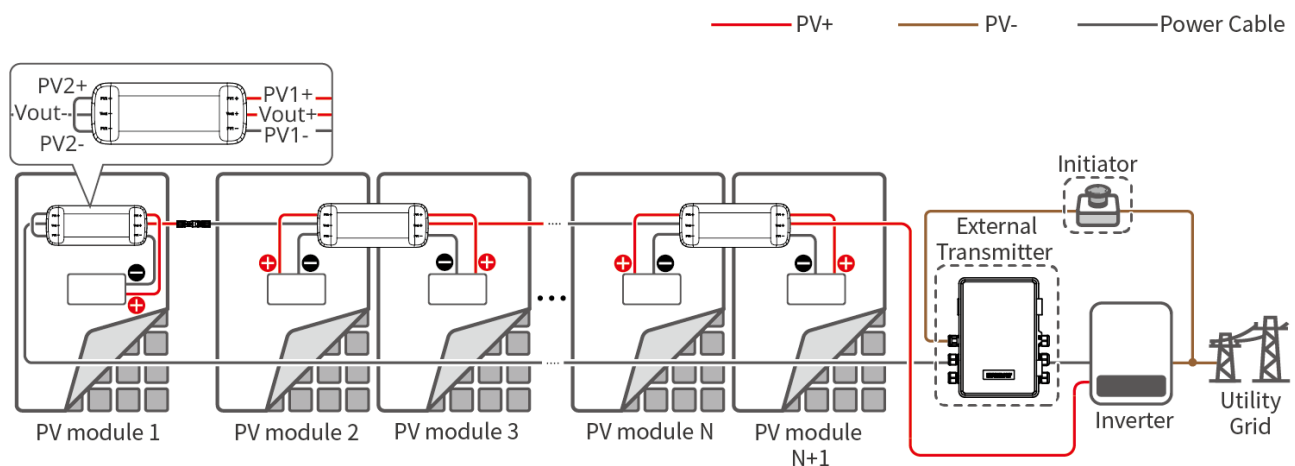 PV+
PV-
Power Cable
PV2+
Vout-
PV2-
PV1+
Vout+
PV1-
Initiator
External
Transmitter
PV module 1
PV module 2
PV module 3
PV module N
PV module
N+1
Inverter
Utility
Grid